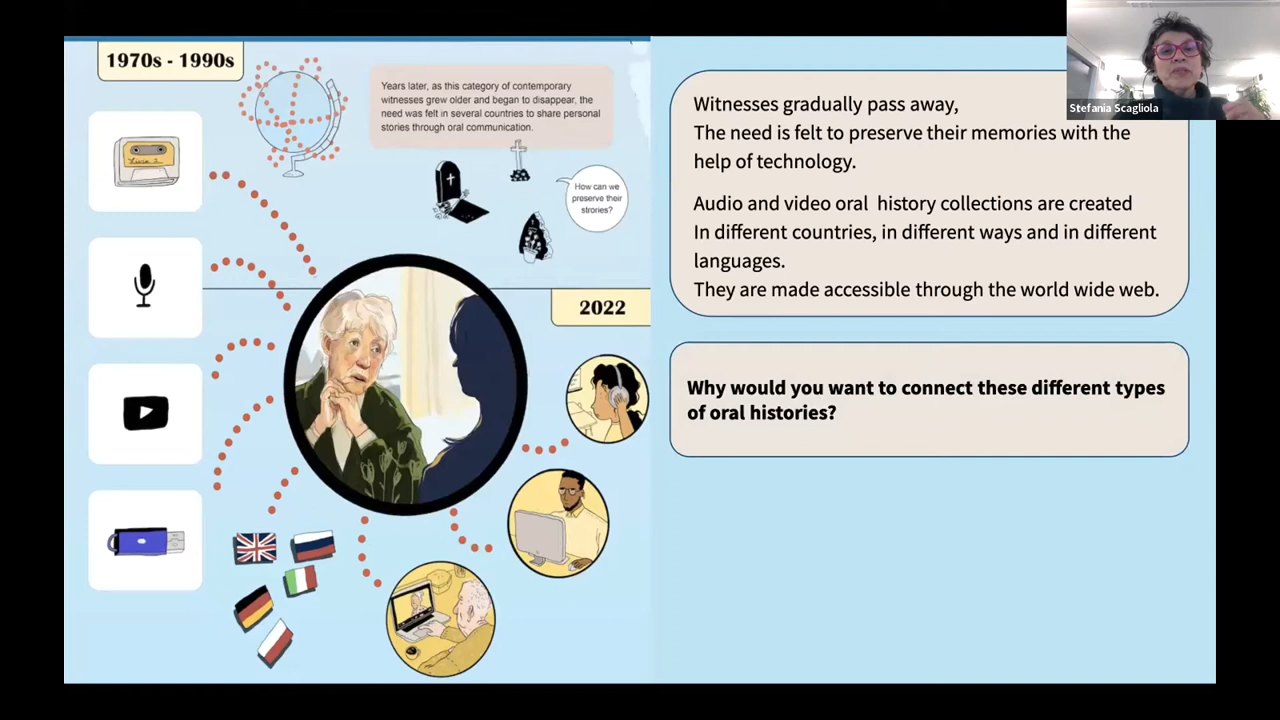 1970s - 1990s
Years later, as this category of contemporary
witnesses grew older and began to disappear, the
need was felt in several countries to share personal
stories through oral communication.
How can we
preserve their
strories?
2022
Witnesses gradually pass away,
The need is felt to preserve their memories with the
help of technology.
Audio and video oral history collections are created
In different countries, in different ways and in different
languages.
They are made accessible through the world wide web.
Why would you want to connect these different types
of oral histories?
Stefania Scagliola